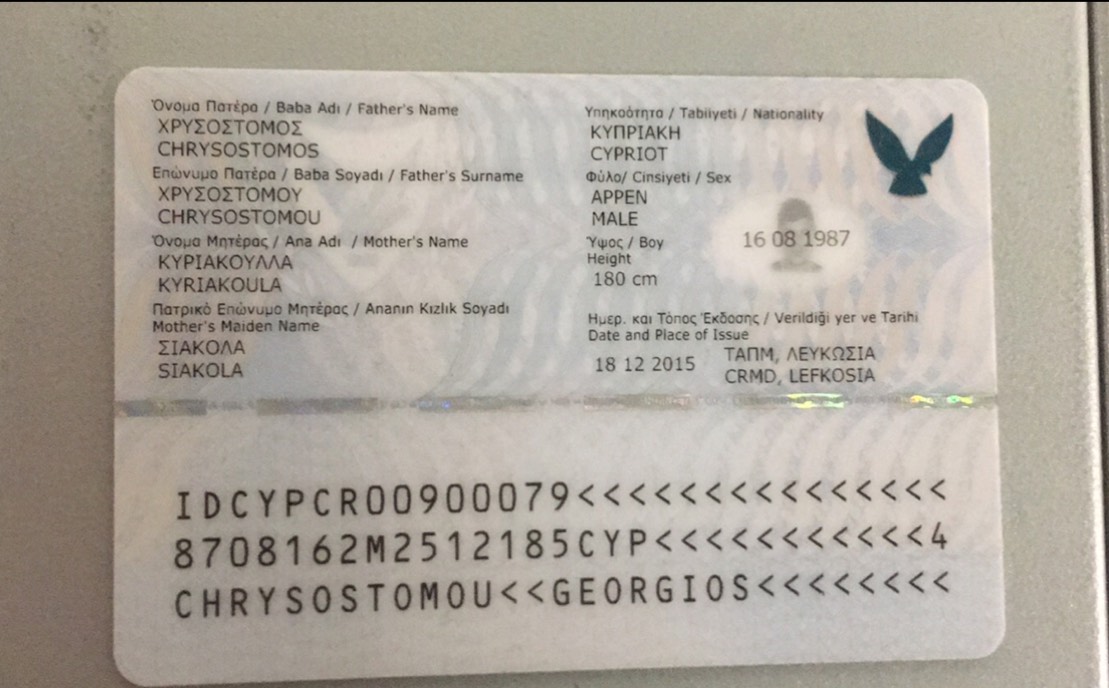 Όνομα Πατέρα / Baba Adı / Father's Name
ΧΡΥΣΟΣΤΟΜΟΣ
CHRYSOSTOMOS
Επώνυμο Πατέρα / Baba Soyadı / Father's Surname
ΧΡΥΣΟΣΤΟΜΟΥ
CHRYSOSTOMOU
Όνομα Μητέρας / Ana Adı / Mother's Name
ΚΥΡΙΑΚΟΥΛΛΑ
KYRIAKOULA
Πατρικό Επώνυμο Μητέρας / Ananın Kızlık Soyadı
Mother's Maiden Name
ΣΙΑΚΟΛΑ
SIAKOLA
Υπηκοότητα / Tabiiyeti / Nationality
ΚΥΠΡΙΑΚΗ
CYPRIOT
Φύλο/ Cinsiyeti / Sex
ΑΡΡΕΝ
MALE
Ύψος / Boy
Height
180 cm
16 08 1987
Ημερ. και Τόπος Έκδοσης / Verildiği yer ve Tarihi
Date and Place of Issue
18 12 2015
ΤΑΠΜ, ΛΕΥΚΩΣΙΑ
CRMD, LEFKOSIA
IDCYPCR00900079<<<<<<<<<<<<<<<
8708162M2512185CYP<<<<<<<<<<<4
CHRYSOSTOMOU<<GEORGIOS<<<<<<<<